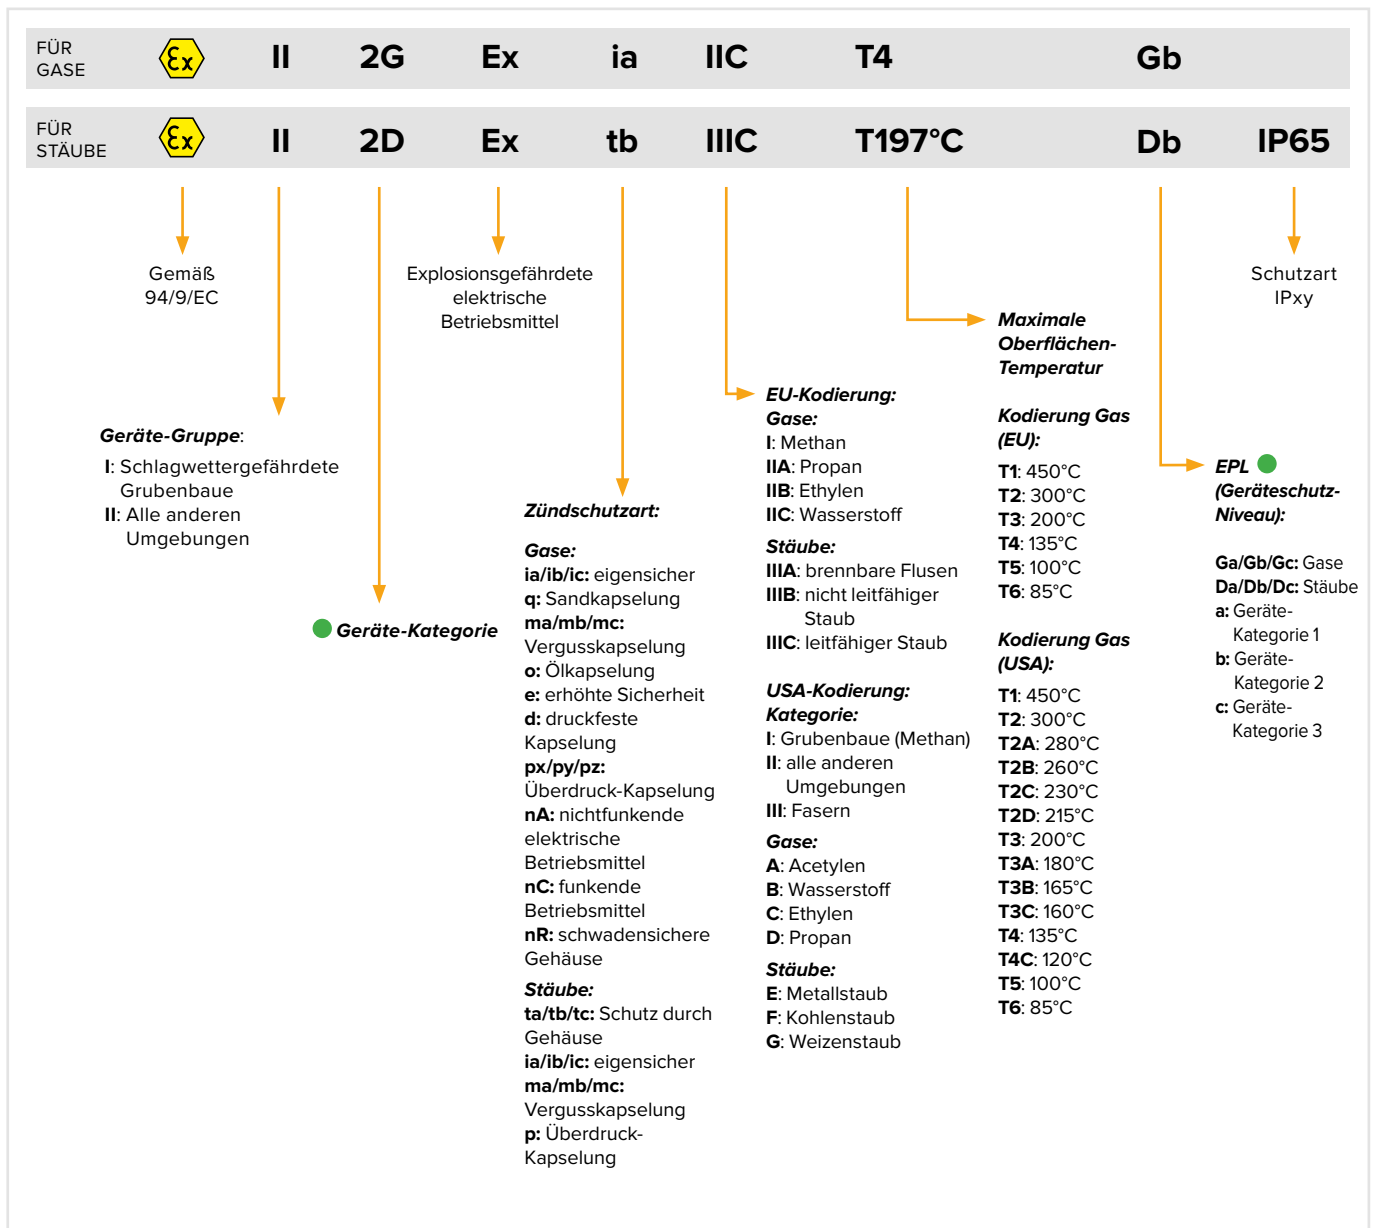 FÜR
GASE
Ex II 2G Ex ia IIC T4 Gb
FÜR
STÄUBE
Ex II 2D Ex tb IIIC T197°C Db IP65
Gemäß
94/9/EC
Explosionsgefährdete
elektrische
Betriebsmittel
Schutzart
IPxy
Geräte-Gruppe:
I: Schlagwettergefährdete
Grubenbaue
II: Alle anderen
Umgebungen
Geräte-Kategorie
Zündschutzart:
Gase:
ia/ib/ic: eigensicher
q: Sandkapselung
ma/mb/mc:
Vergusskapselung
o: Ölkapselung
e: erhöhte Sicherheit
d: druckfeste
Kapselung
px/py/pz:
Überdruck-Kapselung
nA: nichtfunkende
elektrische
Betriebsmittel
nC: funkende
Betriebsmittel
nR: schwadensichere
Gehäuse
Stäube:
ta/tb/tc: Schutz durch
Gehäuse
ia/ib/ic: eigensicher
ma/mb/mc:
Vergusskapselung
p: Überdruck-
Kapselung
EU-Kodierung:
Gase:
I: Methan
IIA: Propan
IIB: Ethylen
IIC: Wasserstoff
Stäube:
IIIA: brennbare Flusen
IIIB: nicht leitfähiger
Staub
IIIC: leitfähiger Staub
USA-Kodierung:
Kategorie:
I: Grubenbaue (Methan)
II: alle anderen
Umgebungen
III: Fasern
Gase:
A: Acetylen
B: Wasserstoff
C: Ethylen
D: Propan
Stäube:
E: Metallstaub
F: Kohlenstaub
G: Weizenstaub
Maximale
Oberflächen-
Temperatur
Kodierung Gas
(EU):
T1: 450°C
T2: 300°C
T3: 200°C
T4: 135°C
T5: 100°C
T6: 85°C
Kodierung Gas
(USA):
T1: 450°C
T2: 300°C
T2A: 280°C
T2B: 260°C
T2C: 230°C
T2D: 215°C
T3: 200°C
T3A: 180°C
T3B: 165°C
T3C: 160°C
T4: 135°C
T4C: 120°C
T5: 100°C
T6: 85°C
EPL
(Geräteschutz-
Niveau):
Ga/Gb/Gc: Gase
Da/Db/Dc: Stäube
a: Geräte-
Kategorie 1
b: Geräte-
Kategorie 2
c: Geräte-
Kategorie 3